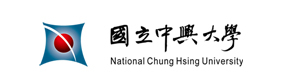 國立中興大學
National Chung Hsing University